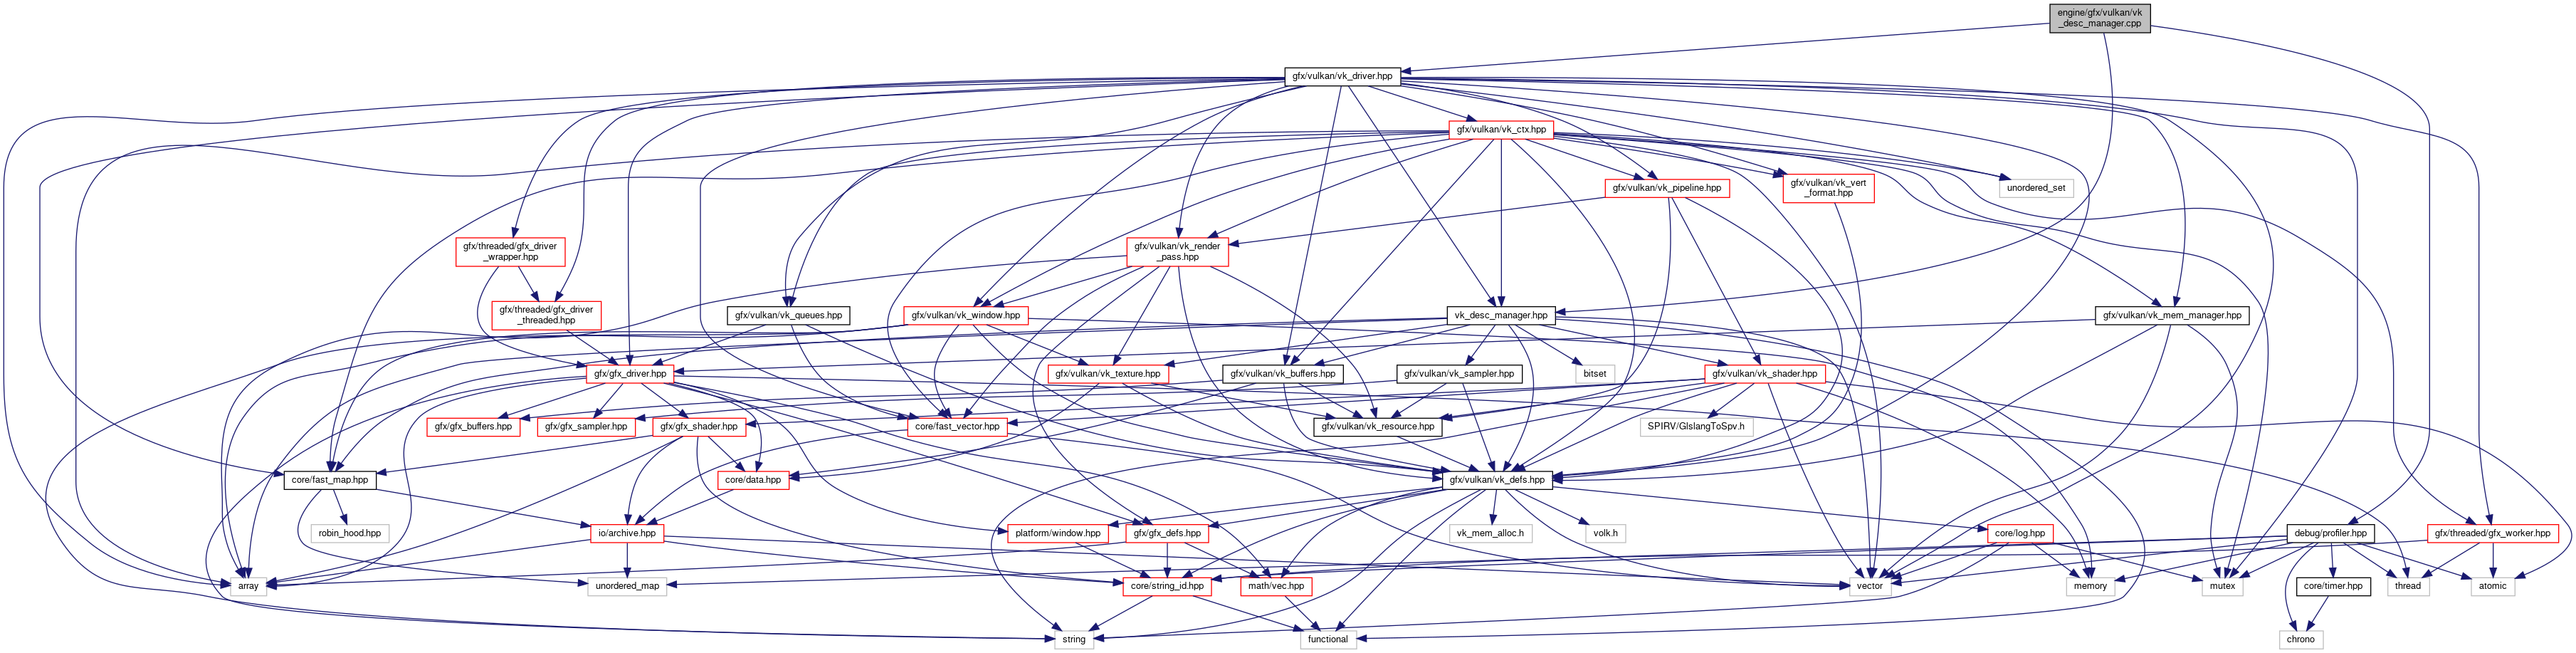 engine/gfx/vulkan/vk
_desc_manager.cpp
gfx/vulkan/vk_driver.hpp
gfx/vulkan/vk_ctx.hpp
gfx/vulkan/vk_pipeline.hpp
gfx/vulkan/vk_vert
_format.hpp
unordered_set
gfx/threaded/gfx_driver
_wrapper.hpp
gfx/vulkan/vk_render
_pass.hpp
gfx/threaded/gfx_driver
_threaded.hpp
gfx/vulkan/vk_queues.hpp
gfx/vulkan/vk_window.hpp
vk_desc_manager.hpp
gfx/vulkan/vk_mem_manager.hpp
gfx/gfx_driver.hpp
gfx/vulkan/vk_texture.hpp
gfx/vulkan/vk_buffers.hpp
gfx/vulkan/vk_sampler.hpp
bitset
gfx/vulkan/vk_shader.hpp
gfx/gfx_buffers.hpp
gfx/gfx_sampler.hpp
gfx/gfx_shader.hpp
core/fast_vector.hpp
gfx/vulkan/vk_resource.hpp
SPIRV/GlslangToSpv.h
core/fast_map.hpp
core/data.hpp
gfx/vulkan/vk_defs.hpp
robin_hood.hpp
io/archive.hpp
platform/window.hpp
gfx/gfx_defs.hpp
vk_mem_alloc.h
volk.h
core/log.hpp
debug/profiler.hpp
gfx/threaded/gfx_worker.hpp
array
unordered_map
core/string_id.hpp
math/vec.hpp
vector
memory
mutex
core/timer.hpp
thread
atomic
string
functional
chrono